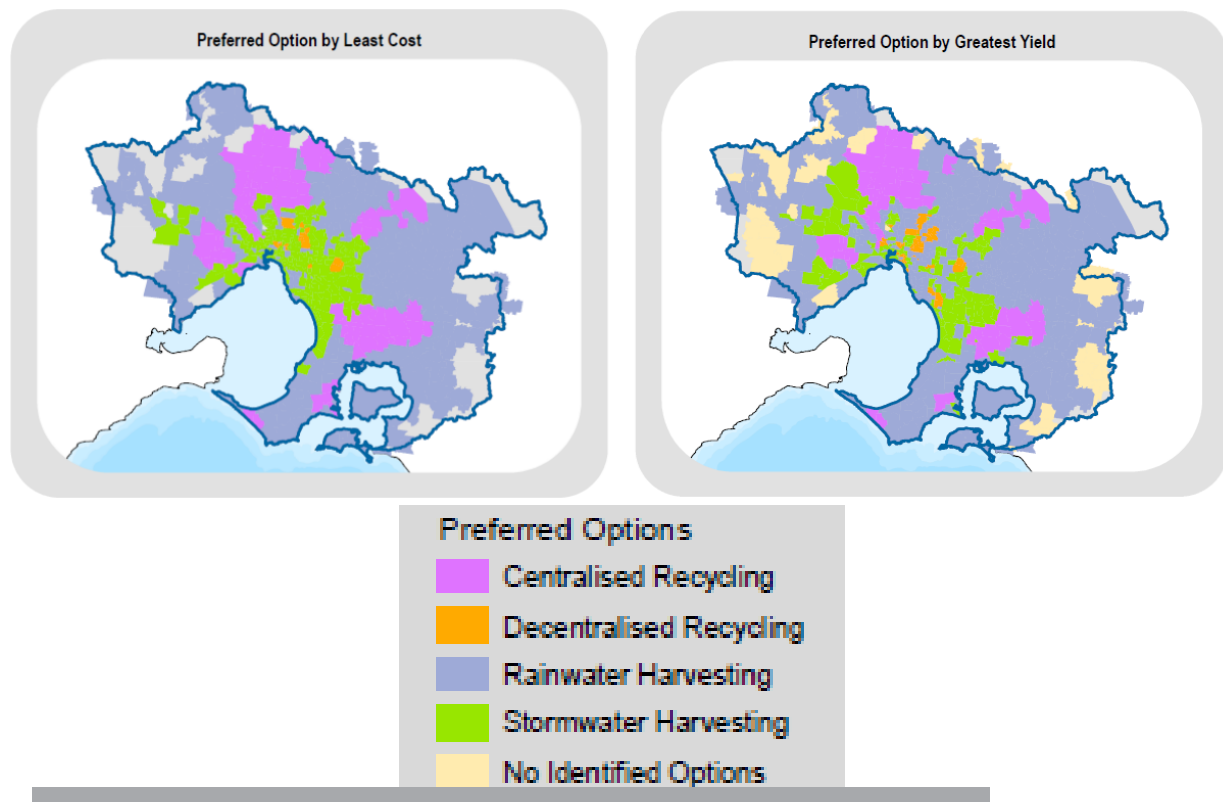 Preferred Option by Least Cost
Preferred Option by Greatest Yield
Preferred Options
Centralised Recycling
Decentralised Recycling
Rainwater Harvesting
Stormwater Harvesting
No Identified Options